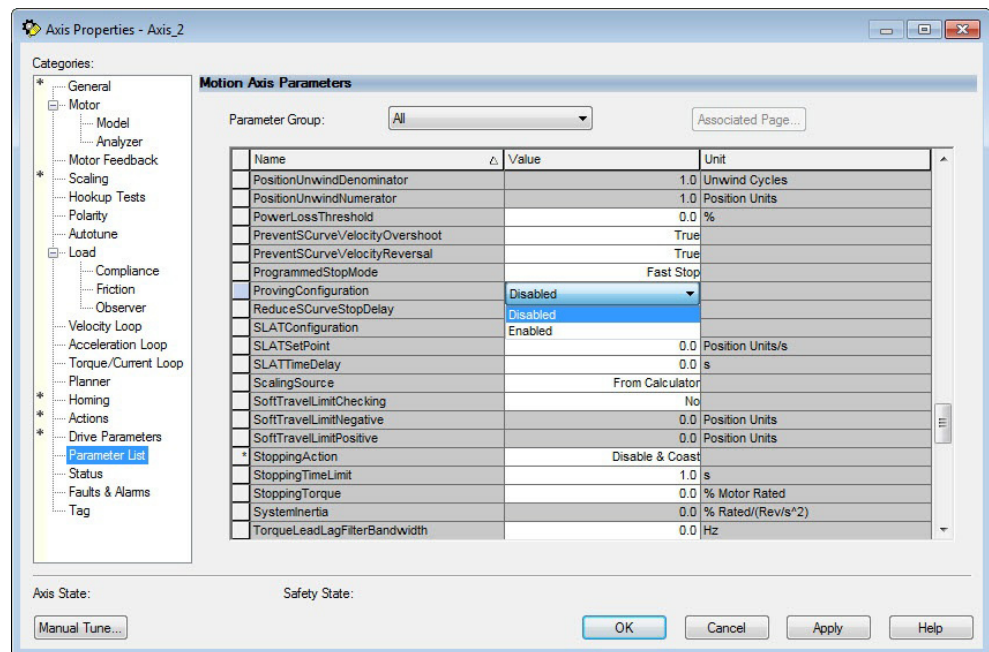 Axis Properties - Axis_2
Categories:
* General
Motor
Model
Analyzer
Motor Feedback
* Scaling
Hookup Tests
Polarity
Autotune
Load
Compliance
Friction
Observer
Velocity Loop
Acceleration Loop
Torque/Current Loop
Planner
* Homing
* Actions
* Drive Parameters
Parameter List
Status
Faults & Alarms
Tag
Motion Axis Parameters
Parameter Group: All Associated Page...
Name Value Unit
PositionUnwindDenominator 1.0 Unwind Cycles
PositionUnwindNumerator 1.0 Position Units
PowerLossThreshold 0.0 %
PreventSCurveVelocityOvershoot True
PreventSCurveVelocityReversal True
ProgrammedStopMode Fast Stop
ProvingConfiguration Disabled
ReduceSCurveStopDelay Disabled
SLATConfiguration Enabled
SLATSetPoint 0.0 Position Units/s
SLATTimeDelay 0.0 s
ScalingSource From Calculator
SoftTravelLimitChecking No
SoftTravelLimitNegative 0.0 Position Units
SoftTravelLimitPositive 0.0 Position Units
* StoppingAction Disable & Coast
StoppingTimeLimit 1.0 s
StoppingTorque 0.0 % Motor Rated
SystemInertia 0.0 % Rated/(Rev/s^2)
TorqueLeadLagFilterBandwidth 0.0 Hz
Axis State: Safety State:
Manual Tune... OK Cancel Apply Help